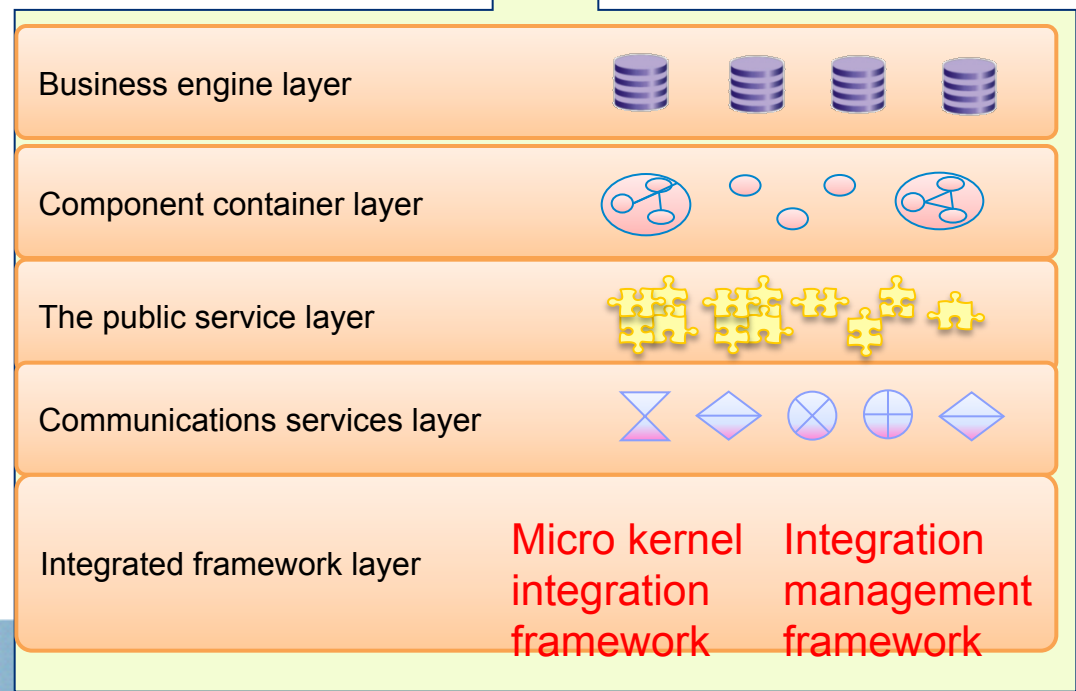 Business engine layer
Component container layer
The public service layer
Communications services layer
Integrated framework layer
Micro kernel
integration
framework
Integration
management
framework